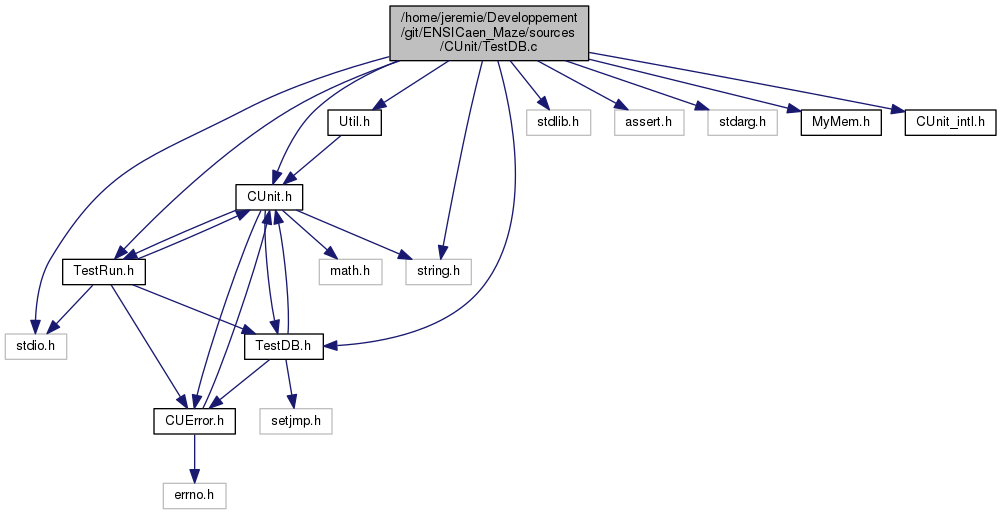 /home/jeremie/Developpement
/git/ENSICaen_Maze/sources
/CUnit/TestDB.c
Util.h
stdlib.h
assert.h
stdarg.h
MyMem.h
CUnit_intl.h
CUnit.h
TestRun.h
math.h
string.h
stdio.h
TestDB.h
CUError.h
setjmp.h
errno.h